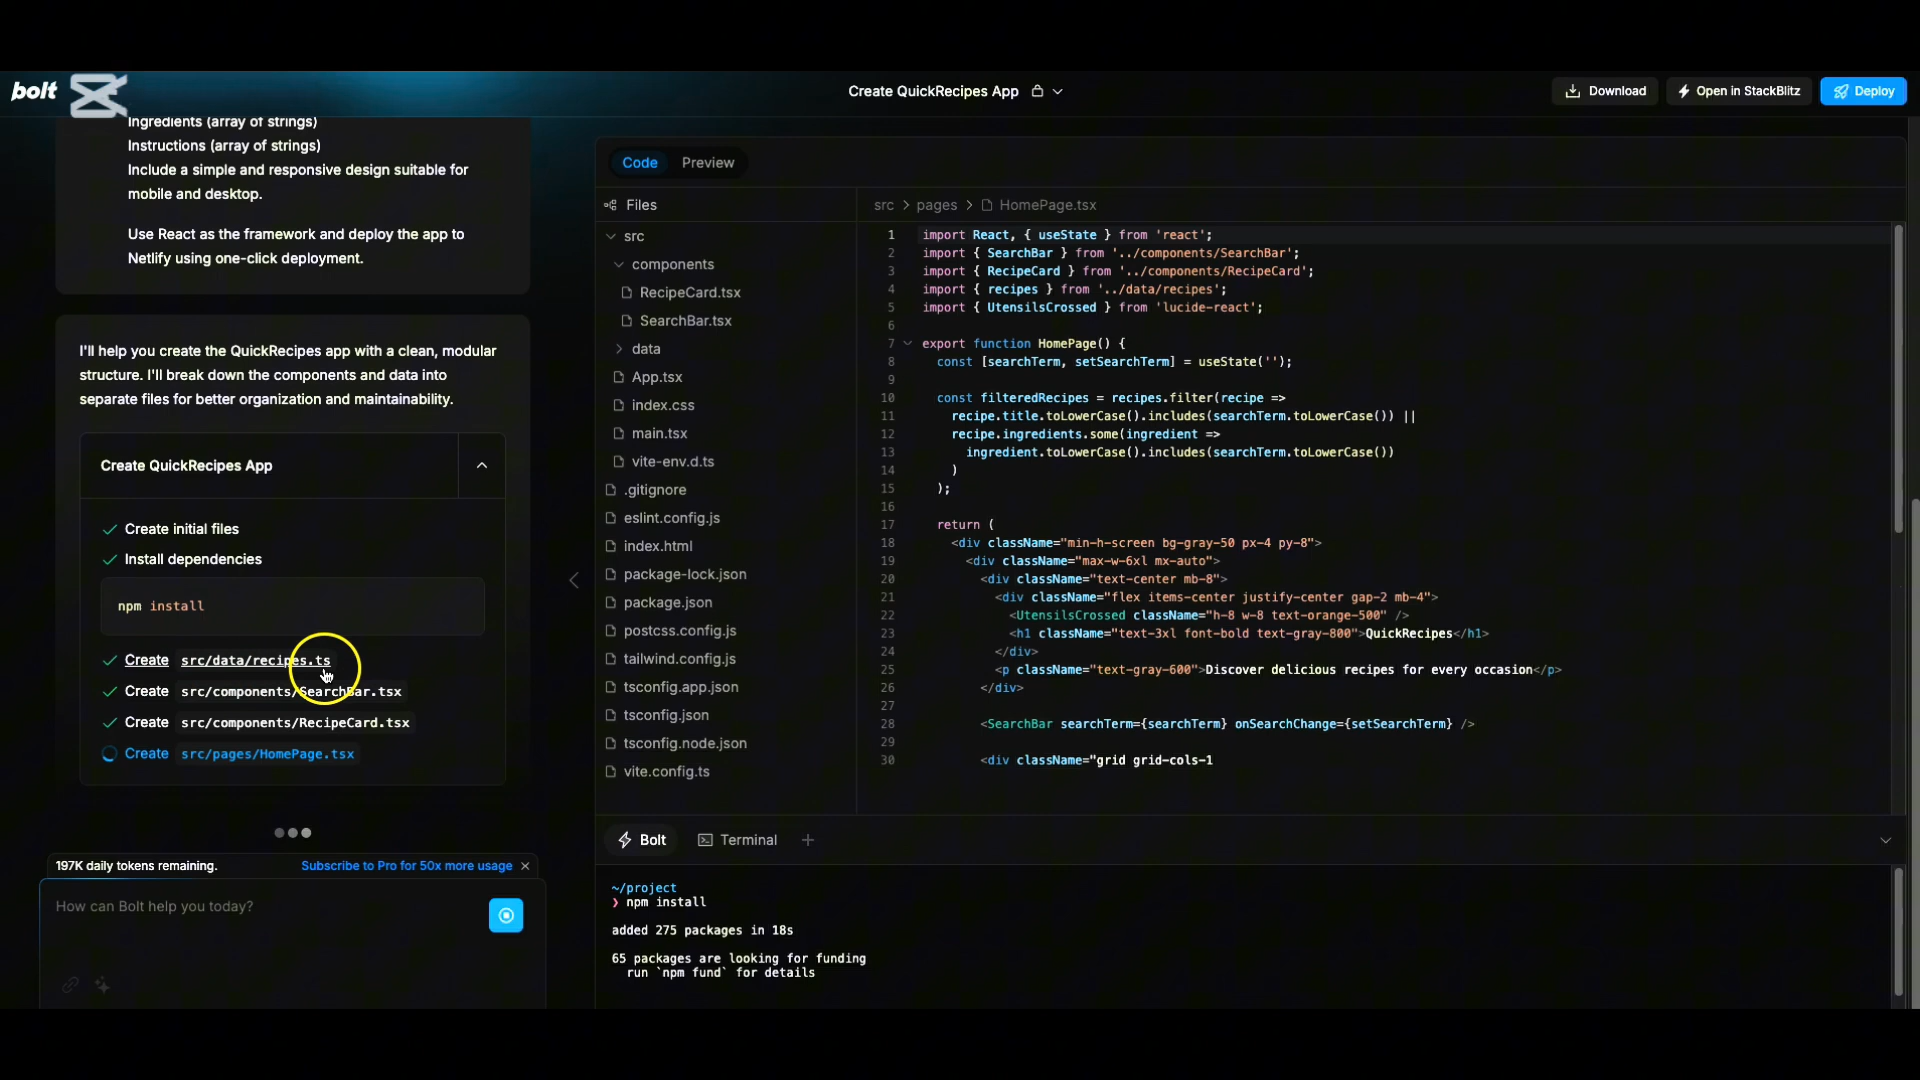 bolt
Create QuickRecipes App
Download
Open in StackBlitz
Deploy
Ingredients (array of strings)
Instructions (array of strings)
Include a simple and responsive design suitable for
mobile and desktop.
Use React as the framework and deploy the app to
Netlify using one-click deployment.
I'll help you create the QuickRecipes app with a clean, modular
structure. I'll break down the components and data into
separate files for better organization and maintainability.
Create QuickRecipes App
Create initial files
Install dependencies
npm install
Create src/data/recipes.ts
Create src/components/SearchBar.tsx
Create src/components/RecipeCard.tsx
Create src/pages/HomePage.tsx
197K daily tokens remaining.
Subscribe to Pro for 50x more usage
How can Bolt help you today?
Code
Preview
Files
src
components
RecipeCard.tsx
SearchBar.tsx
data
App.tsx
index.css
main.tsx
vite-env.d.ts
.gitignore
eslint.config.js
index.html
package-lock.json
package.json
postcss.config.js
tailwind.config.js
tsconfig.app.json
tsconfig.json
tsconfig.node.json
vite.config.ts
src > pages > HomePage.tsx
1 import React, { useState } from 'react';
2 import { SearchBar } from '../components/SearchBar';
3 import { RecipeCard } from '../components/RecipeCard';
4 import { recipes } from '../data/recipes';
5 import { UtensilsCrossed } from 'lucide-react';
6
7 export function HomePage() {
8 const [searchTerm, setSearchTerm] = useState('');
9
10 const filteredRecipes = recipes.filter(recipe =>
11 recipe.title.toLowerCase().includes(searchTerm.toLowerCase()) ||
12 recipe.ingredients.some(ingredient =>
13 ingredient.toLowerCase().includes(searchTerm.toLowerCase())
14 )
15 );
16
17 return (
18 <div className="min-h-screen bg-gray-50 px-4 py-8">
19 <div className="max-w-6xl mx-auto">
20 <div className="text-center mb-8">
21 <div className="flex items-center justify-center gap-2 mb-4">
22 <UtensilsCrossed className="h-8 w-8 text-orange-500" />
23 <h1 className="text-3xl font-bold text-gray-800">QuickRecipes</h1>
24 </div>
25 <p className="text-gray-600">Discover delicious recipes for every occasion</p>
26 </div>
27
28 <SearchBar searchTerm={searchTerm} onSearchChange={setSearchTerm} />
29
30 <div className="grid grid-cols-1
Bolt
Terminal
~/project
❯ npm install
added 275 packages in 18s
65 packages are looking for funding
run `npm fund` for details